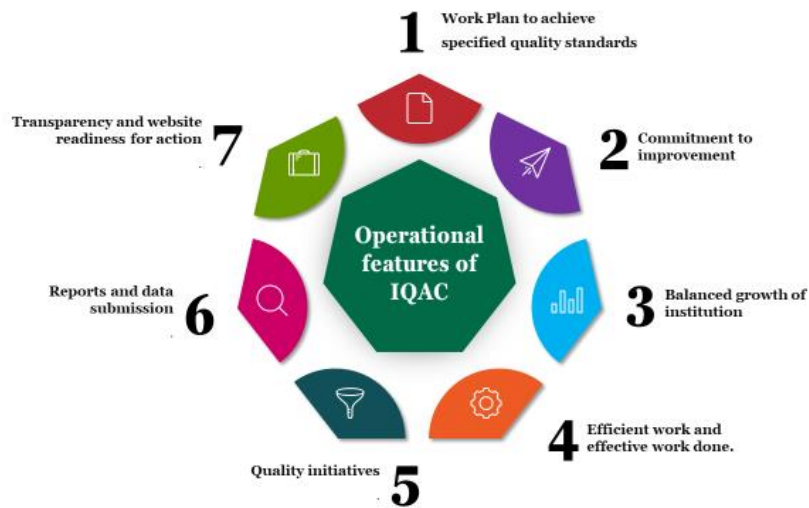 1
Work Plan to achieve
specified quality standards
2
Commitment to
improvement
3
Balanced growth of
institution
4
Efficient work and
effective work done.
5
Quality initiatives
.
6
Reports and data
submission
.
7
Transparency and website
readiness for action
.
Operational
features of
IQAC